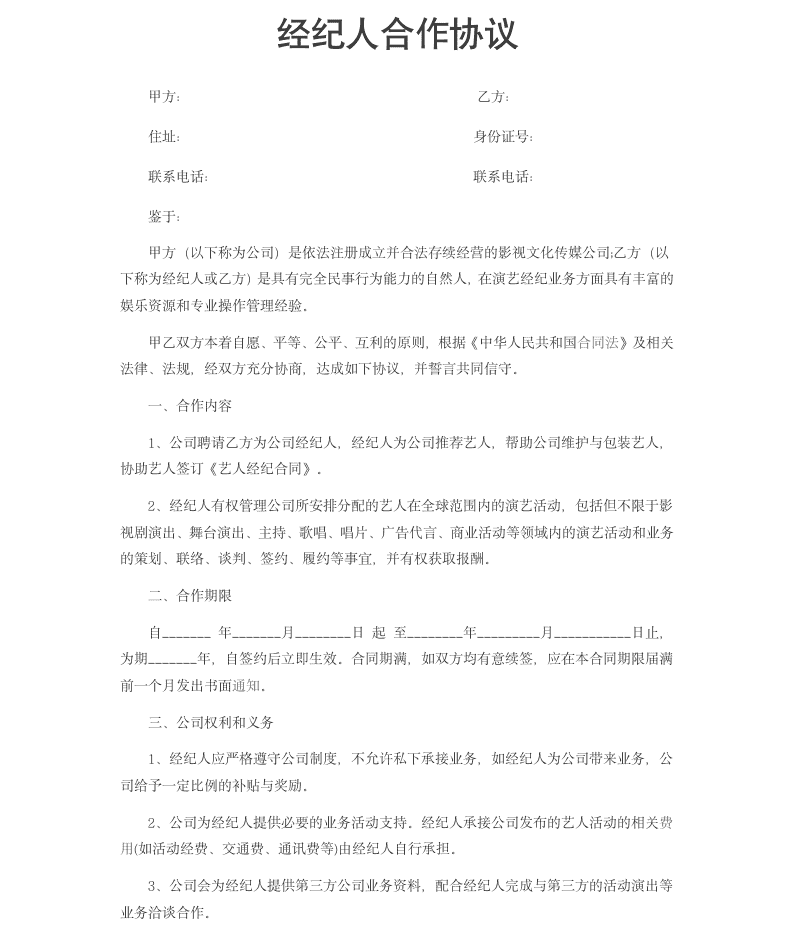 经纪人合作协议
甲方: 乙方:
住址: 身份证号:
联系电话: 联系电话:
鉴于:
甲方（以下称为公司）是依法注册成立并合法存续经营的影视文化传媒公司;乙方（以
下称为经纪人或乙方) 是具有完全民事行为能力的自然人，在演艺经纪业务方面具有丰富的
娱乐资源和专业操作管理经验。
甲乙双方本着自愿、平等、公平、互利的原则，根据《中华人民共和国合同法》及相关
法律、法规，经双方充分协商，达成如下协议，并誓言共同信守。
一、合作内容
1、公司聘请乙方为公司经纪人，经纪人为公司推荐艺人，帮助公司维护与包装艺人，
协助艺人签订《艺人经纪合同》。
2、经纪人有权管理公司所安排分配的艺人在全球范围内的演艺活动，包括但不限于影
视剧演出、舞台演出、主持、歌唱、唱片、广告代言、商业活动等领域内的演艺活动和业务
的策划、联络、谈判、签约、履约等事宜，并有权获取报酬。
二、合作期限
自_______ 年_______月________日 起 至________年_________月___________日止，
为期_______年，自签约后立即生效。合同期满，如双方均有意续签，应在本合同期限届满
前一个月发出书面通知。
三、公司权利和义务
1、经纪人应严格遵守公司制度，不允许私下承接业务，如经纪人为公司带来业务，公
司给予一定比例的补贴与奖励。
2、公司为经纪人提供必要的业务活动支持。经纪人承接公司发布的艺人活动的相关费
用(如活动经费、交通费、通讯费等)由经纪人自行承担。
3、公司会为经纪人提供第三方公司业务资料，配合经纪人完成与第三方的活动演出等
业务洽谈合作。